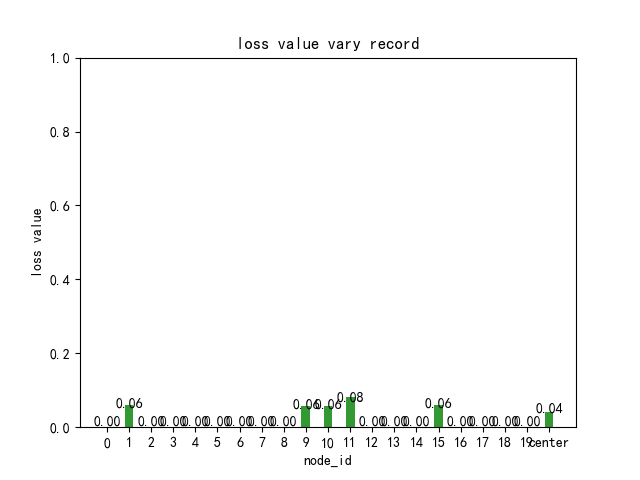 loss value vary record
1.0
0.8
0.6
0.4
0.2
0.0
loss value
0.00 0.06 0.00 0.00 0.00 0.00 0.00 0.00 0.00 0.06 0.06 0.08 0.00 0.00 0.00 0.06 0.00 0.00 0.00 0.00 0.04
0 1 2 3 4 5 6 7 8 9 10 11 12 13 14 15 16 17 18 19 center
node_id